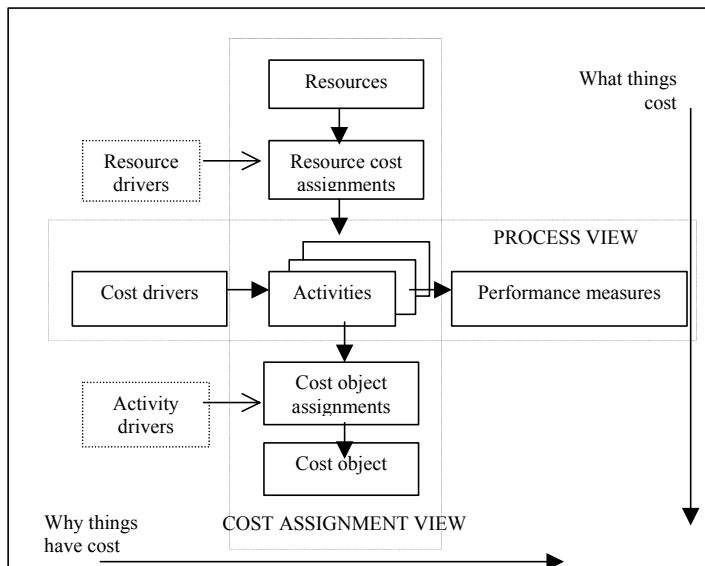 Resources
What things
cost
Resource
drivers
Resource cost
assignments
PROCESS VIEW
Cost drivers
Activities
Performance measures
Cost object
assignments
Activity
drivers
Cost object
Why things
have cost
COST ASSIGNMENT VIEW